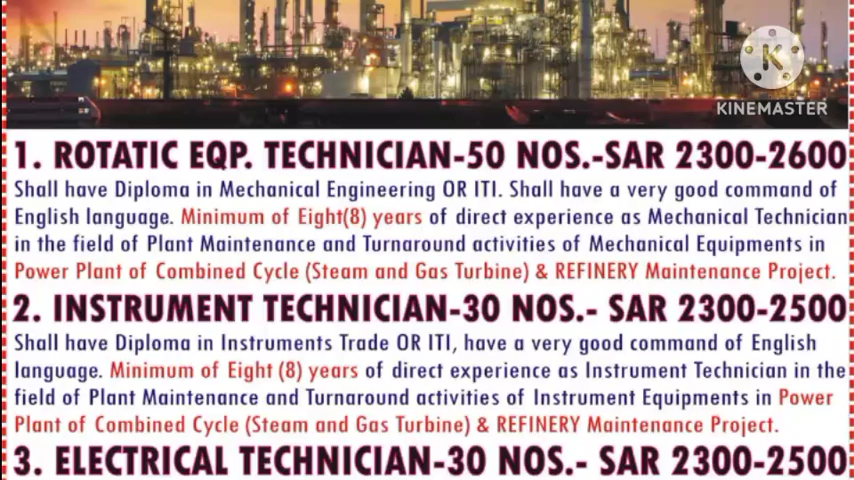 K
KINEMASTER
1. ROTATIC EQP. TECHNICIAN-50 NOS.-SAR 2300-2600
Shall have Diploma in Mechanical Engineering OR ITI. Shall have a very good command of
English language. Minimum of Eight(8) years of direct experience as Mechanical Technician
in the field of Plant Maintenance and Turnaround activities of Mechanical Equipments in
Power Plant of Combined Cycle (Steam and Gas Turbine) & REFINERY Maintenance Project.
2. INSTRUMENT TECHNICIAN-30 NOS.- SAR 2300-2500
Shall have Diploma in Instruments Trade OR ITI, have a very good command of English
language. Minimum of Eight (8) years of direct experience as Instrument Technician in the
field of Plant Maintenance and Turnaround activities of Instrument Equipments in Power
Plant of Combined Cycle (Steam and Gas Turbine) & REFINERY Maintenance Project.
3. ELECTRICAL TECHNICIAN-30 NOS.- SAR 2300-2500